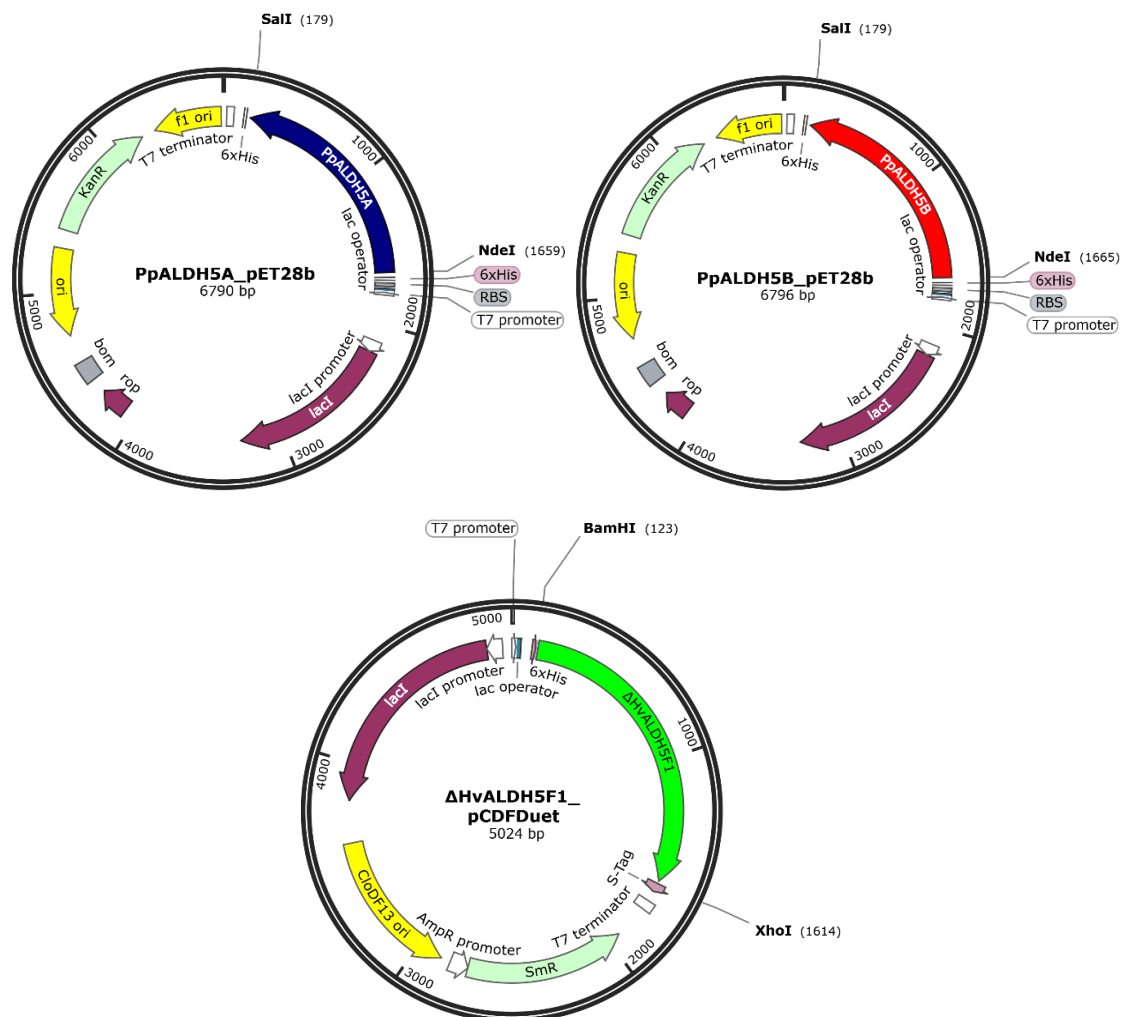 SalI (179)
f1 ori
T7 terminator
6xHis
PpALDH5A
1000
6000
KanR
lac operator
PpALDH5A_pET28b
6790 bp
NdeI (1659)
6xHis
RBS
T7 promoter
ori
5000
2000
bom
rop
lacI promoter
lacI
4000
3000
SalI (179)
f1 ori
T7 terminator
6xHis
PpALDH5B
1000
6000
KanR
lac operator
PpALDH5B_pET28b
6796 bp
NdeI (1665)
6xHis
RBS
T7 promoter
ori
5000
2000
bom
rop
lacI promoter
lacI
4000
3000
T7 promoter
BamHI (123)
5000
lacI
lacI promoter
6xHis
lac operator
ΔHvALDH5F1
1000
4000
ΔHvALDH5F1_
pCDFDuet
5024 bp
S-Tag
CloDF13 ori
AmpR promoter
T7 terminator
XhoI (1614)
SmR
2000
3000